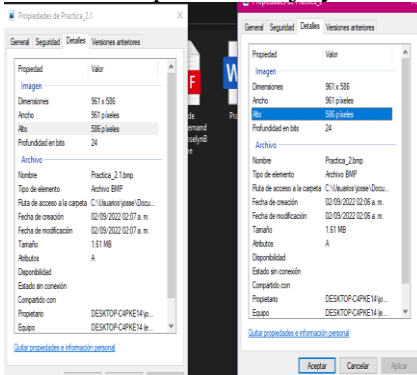 Propiedades de Practica_2.1
General Seguridad Detalles Versiones anteriores
Propiedad Valor
Imagen
Dimensiones 961 x 586
Ancho 961 píxeles
Alto 586 píxeles
Profundidad en bits 24
Archivo
Nombre Practica_2.1bmp
Tipo de elemento Archivo BMP
Ruta de acceso a la carpeta C:\Usuarios\josse\Docu...
Fecha de creación 02/09/2022 02:07 a. m.
Fecha de modificación 02/09/2022 02:07 a. m.
Tamaño 1.61 MB
Atributos A
Disponibilidad
Estado sin conexión
Compartido con
Propietario DESKTOP-C4PKE14\jo...
Equipo DESKTOP-C4PKE14 (e...
Quitar propiedades e información personal
de
emand
oselynB
Pra
Propiedades de Practica_2
General Seguridad Detalles Versiones anteriores
Propiedad Valor
Imagen
Dimensiones 961 x 586
Ancho 961 píxeles
Alto 586 píxeles
Profundidad en bits 24
Archivo
Nombre Practica_2.bmp
Tipo de elemento Archivo BMP
Ruta de acceso a la carpeta C:\Usuarios\josse\Docu...
Fecha de creación 02/09/2022 02:06 a. m.
Fecha de modificación 02/09/2022 02:06 a. m.
Tamaño 1.61 MB
Atributos A
Disponibilidad
Estado sin conexión
Compartido con
Propietario DESKTOP-C4PKE14\jo...
Equipo DESKTOP-C4PKE14 (e...
Quitar propiedades e información personal
Aceptar Cancelar Aplicar